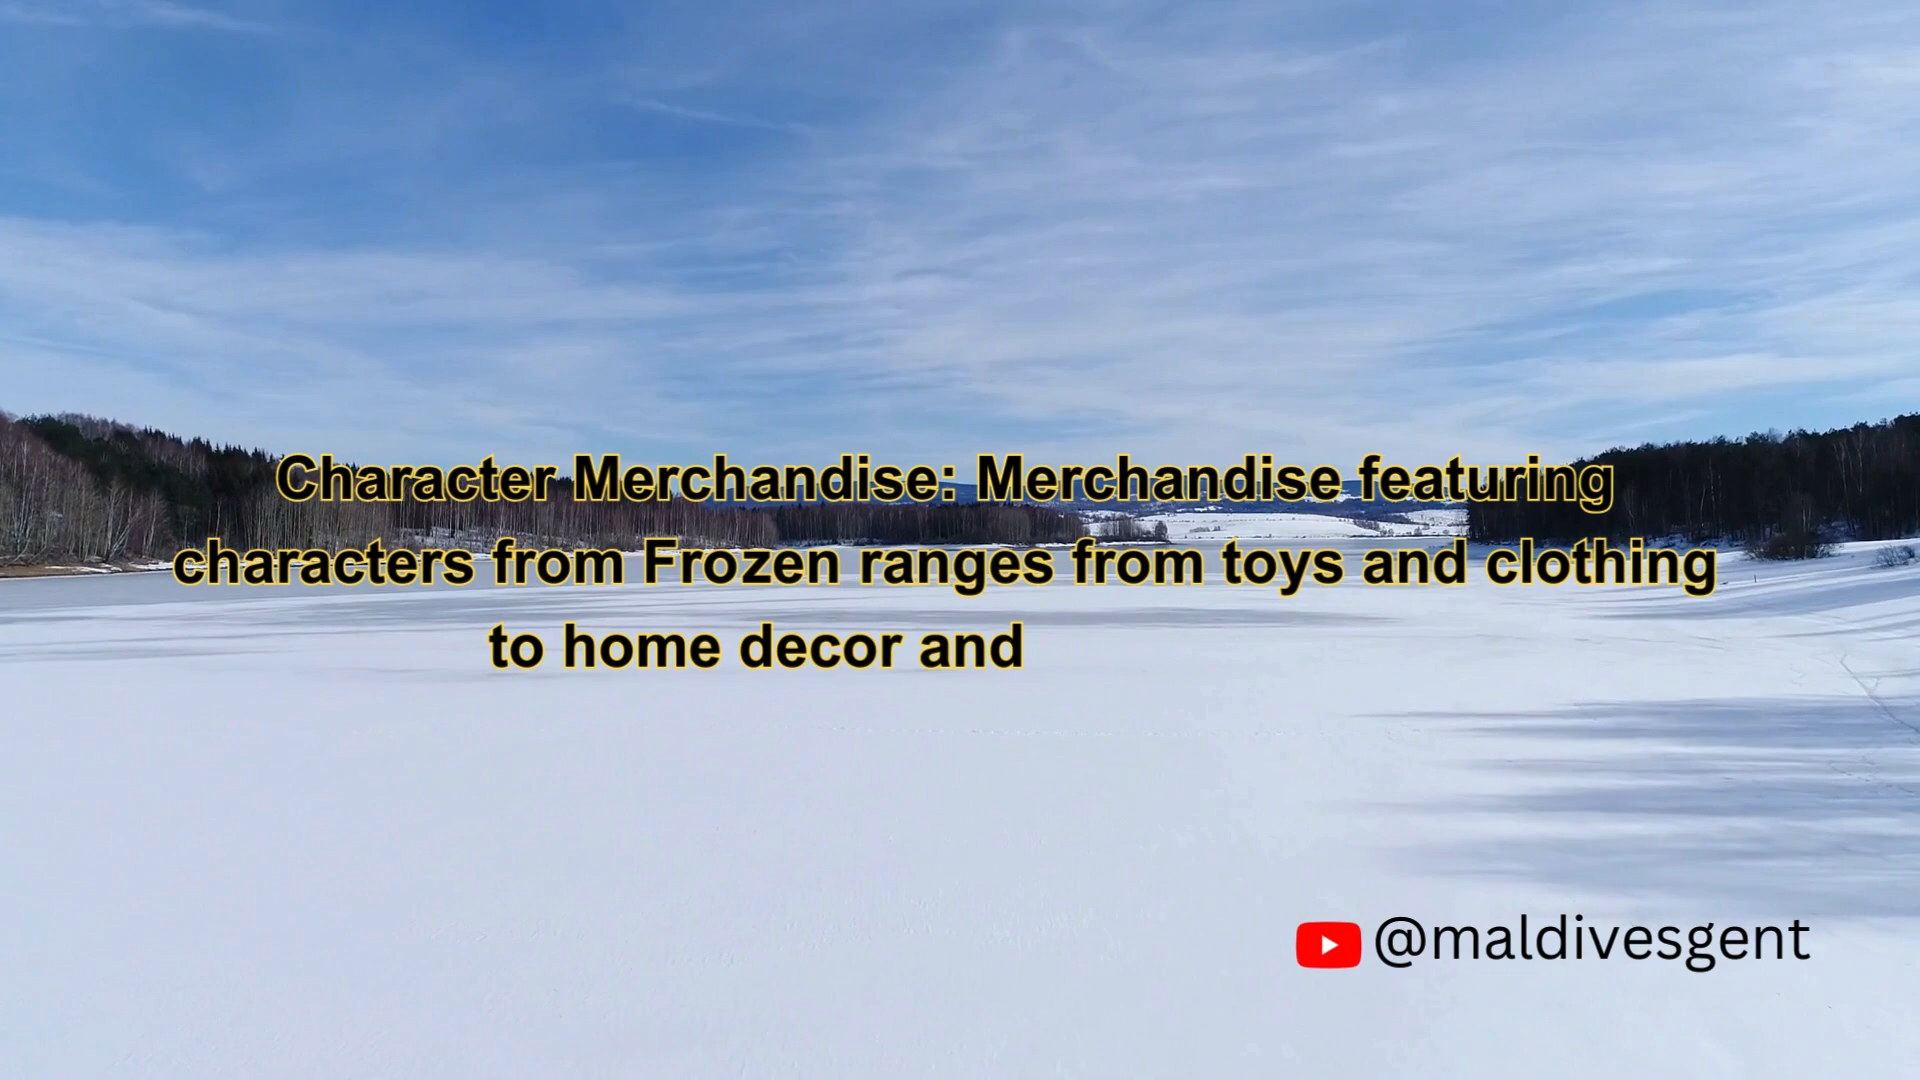 Character Merchandise: Merchandise featuring
characters from Frozen ranges from toys and clothing
to home decor and
@maldivesgent